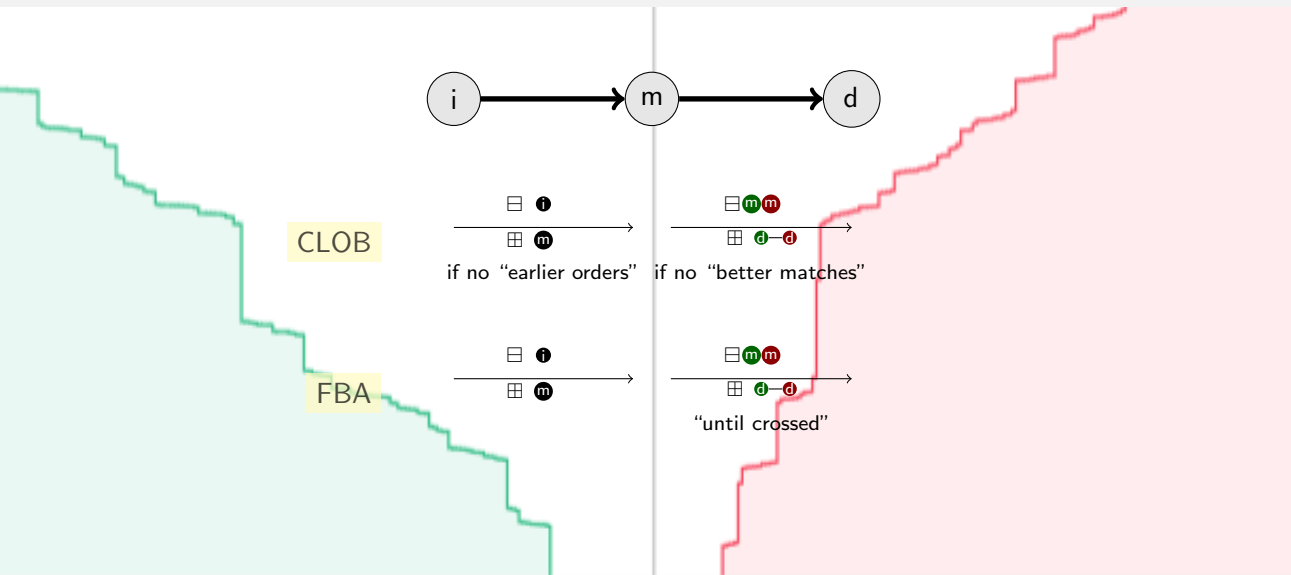 i m d
⊟ i ⊟ m m
CLOB
⊞ m ⊞ d d
if no “earlier orders” if no “better matches”
⊟ i ⊟ m m
FBA
⊞ m ⊞ d d
“until crossed”